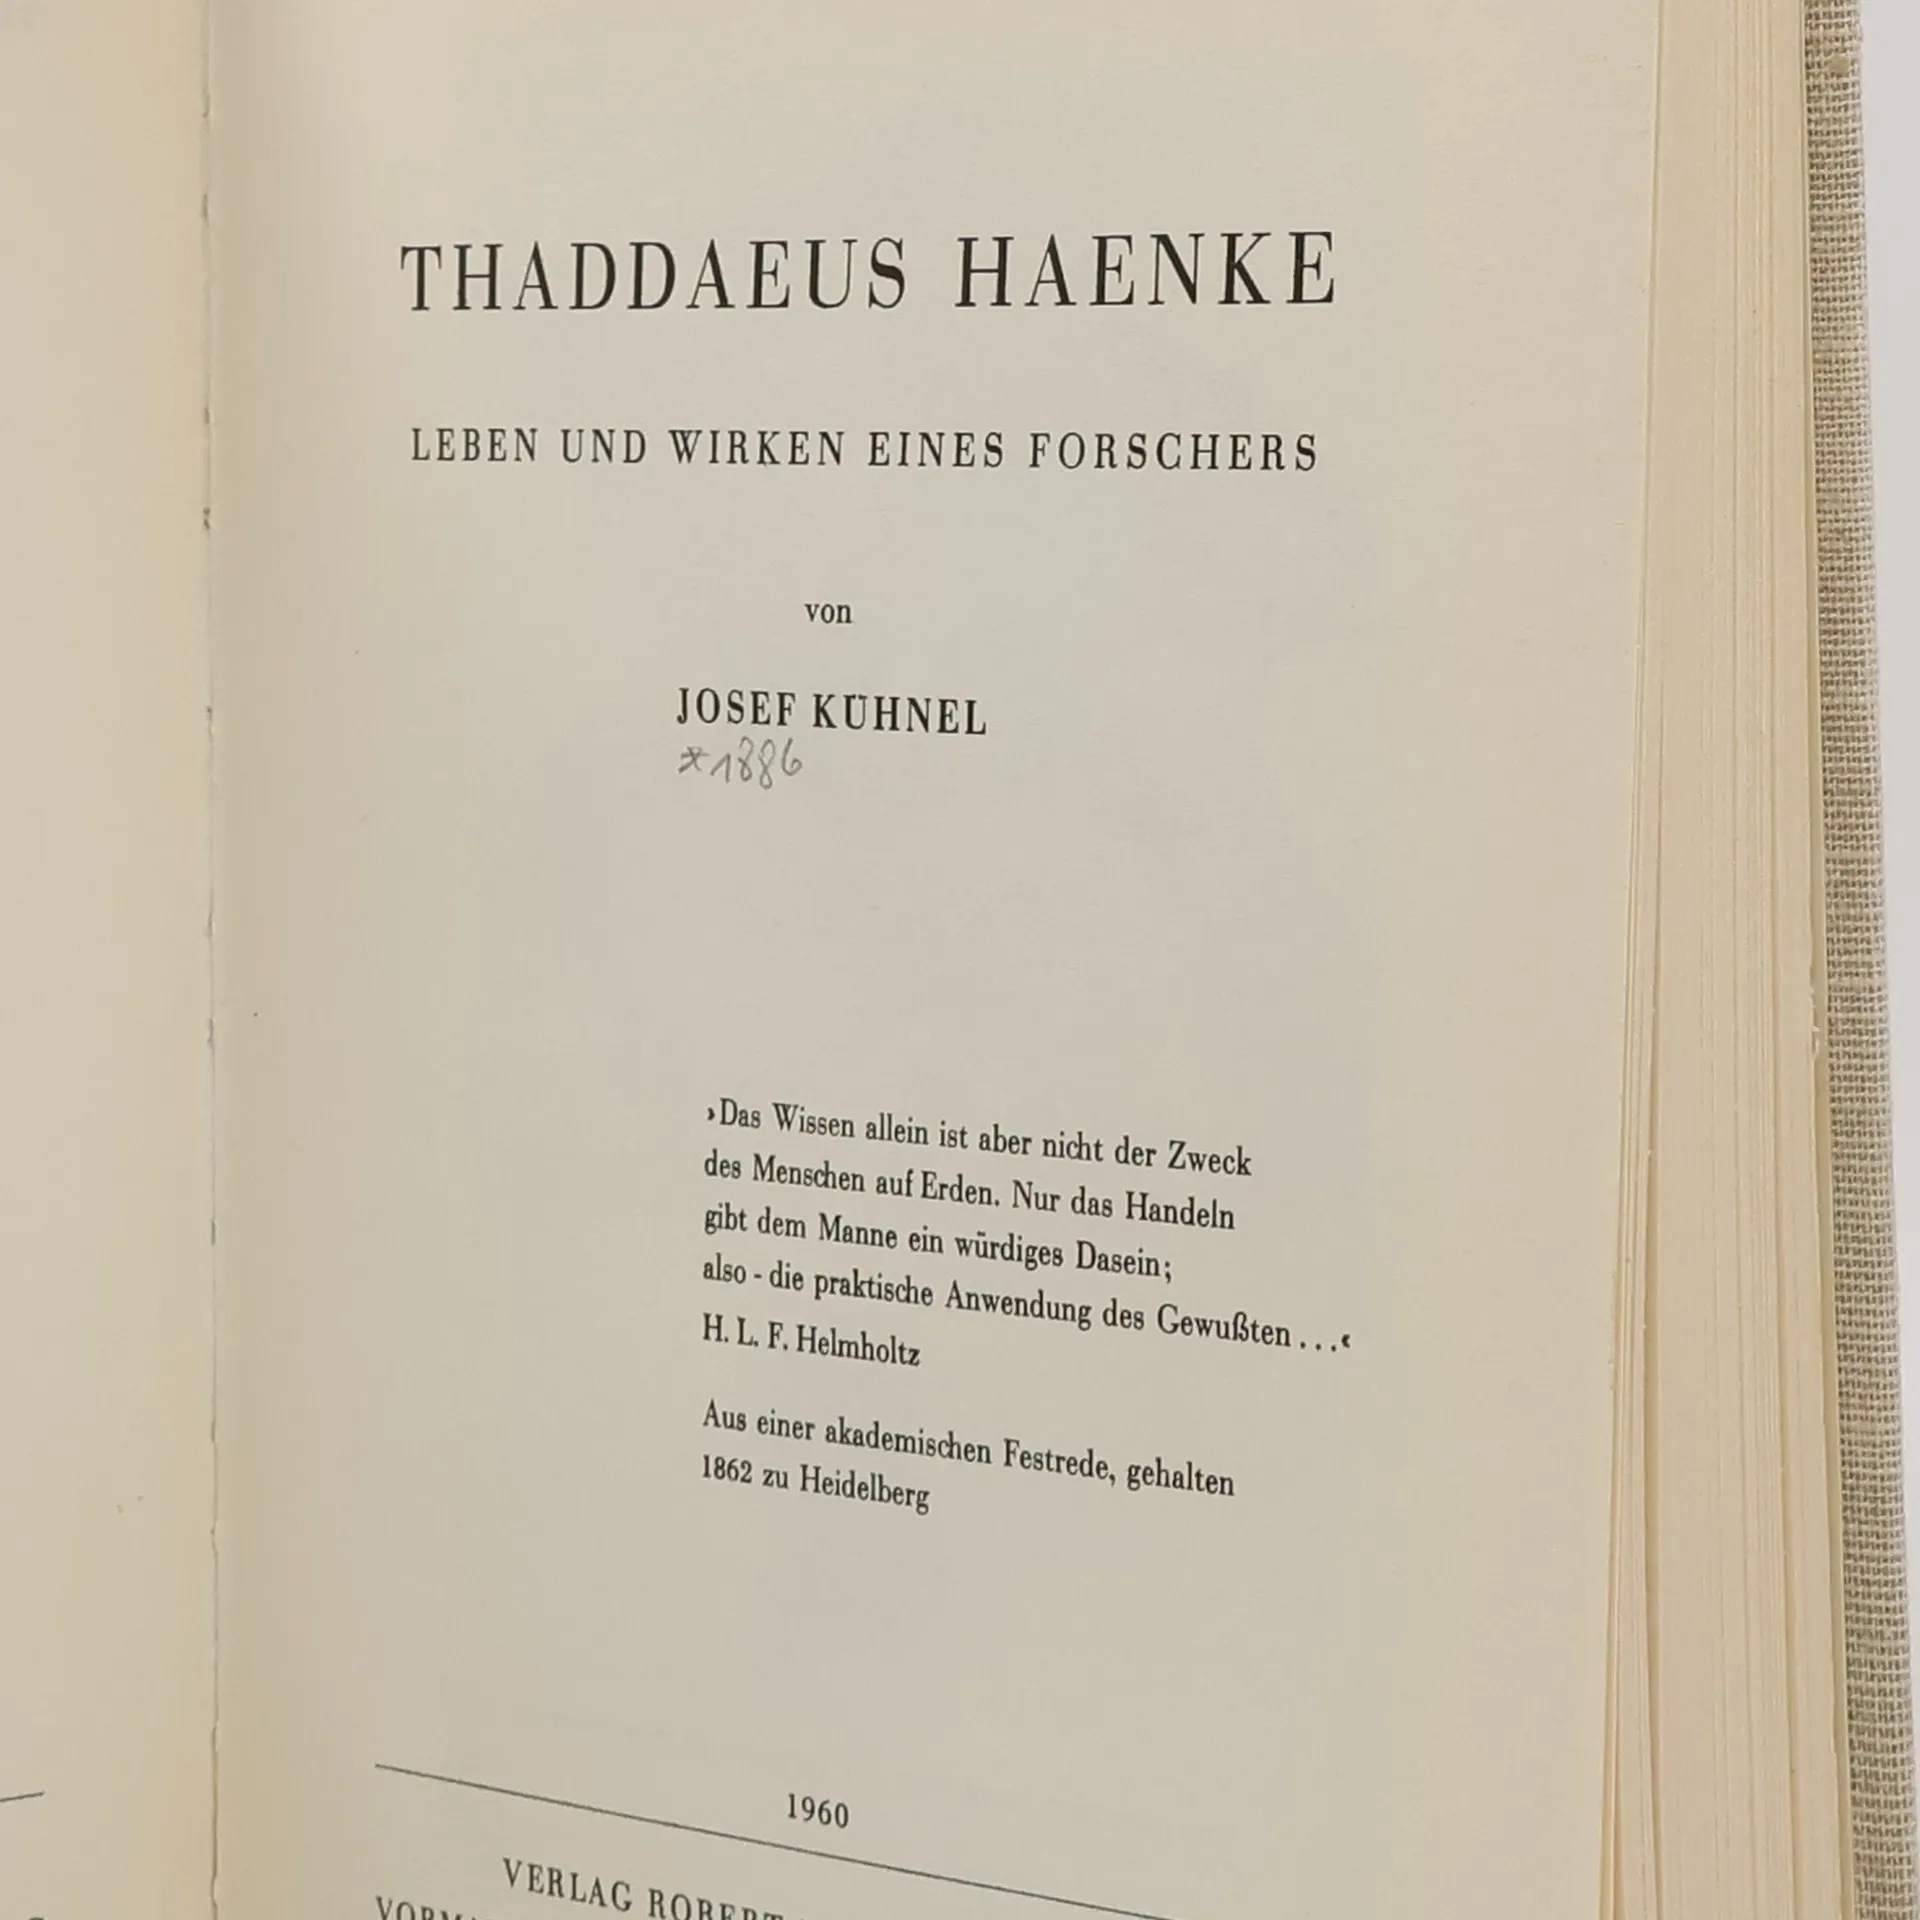 THADDAEUS HAENKE
LEBEN UND WIRKEN EINES FORSCHERS
von
JOSEF KÜHNEL
*1886
›Das Wissen allein ist aber nicht der Zweck
des Menschen auf Erden. Nur das Handeln
gibt dem Manne ein würdiges Dasein;
also - die praktische Anwendung des Gewußten . . .‹
H. L. F. Helmholtz
Aus einer akademischen Festrede, gehalten
1862 zu Heidelberg
1960
VERLAG ROBERT